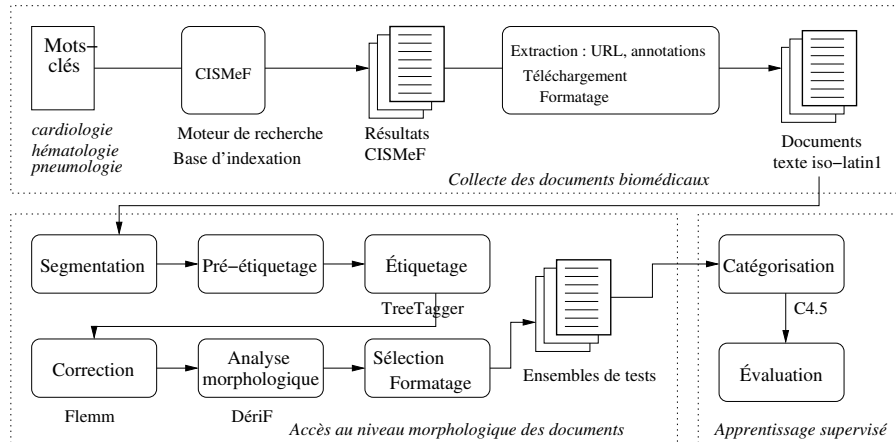 Mots-
clés
CISMeF
Extraction : URL, annotations
Téléchargement
Formatage
cardiologie
hématologie
pneumologie
Moteur de recherche
Base d'indexation
Résultats
CISMeF
Documents
texte iso-latin1
Collecte des documents biomédicaux
Segmentation
Pré-étiquetage
Étiquetage
TreeTagger
Catégorisation
C4.5
Correction
Analyse
morphologique
Sélection
Formatage
Ensembles de tests
Évaluation
Flemm
DériF
Accès au niveau morphologique des documents
Apprentissage supervisé